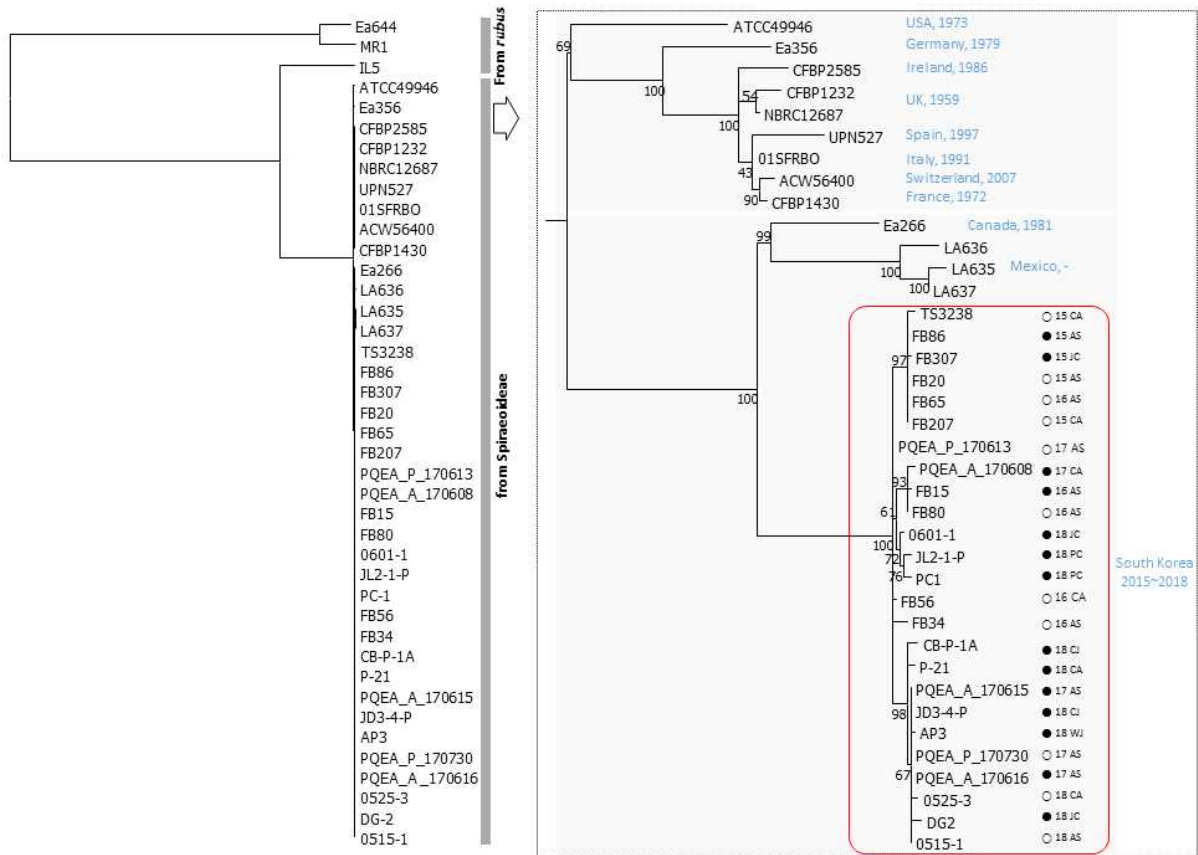 Ea644
MR1
IL5
ATCC49946
Ea356
CFBP2585
CFBP1232
NBRC12687
UPN527
01SFRBO
ACW56400
CFBP1430
Ea266
LA636
LA635
LA637
TS3238
FB86
FB307
FB20
FB65
FB207
PQEA_P_170613
PQEA_A_170608
FB15
FB80
0601-1
JL2-1-P
PC-1
FB56
FB34
CB-P-1A
P-21
PQEA_A_170615
JD3-4-P
AP3
PQEA_P_170730
PQEA_A_170616
0525-3
DG-2
0515-1
From rubus
from Spiraeoideae
69
ATCC49946 USA, 1973
Ea356 Germany, 1979
100
CFBP2585 Ireland, 1986
54
CFBP1232
UK, 1959
NBRC12687
100
UPN527 Spain, 1997
01SFRBO Italy, 1991
43
ACW56400 Switzerland, 2007
90
CFBP1430 France, 1972
Ea266 Canada, 1981
99
LA636
100
LA635 Mexico, -
100
LA637
100
TS3238 ○ 15 CA
FB86 ● 15 AS
97
FB307 ● 15 JC
FB20 ○ 15 AS
FB65 ○ 16 AS
FB207 ○ 15 CA
PQEA_P_170613 ○ 17 AS
PQEA_A_170608 ● 17 CA
93
FB15 ● 16 AS
61
FB80 ○ 16 AS
0601-1 ● 18 JC
100
72
JL2-1-P ● 18 PC
76
PC1 ● 18 PC
FB56 ○ 16 CA
FB34 ○ 16 AS
CB-P-1A ● 18 CJ
P-21 ● 18 CA
PQEA_A_170615 ● 17 AS
98
JD3-4-P ● 18 CJ
AP3 ● 18 WJ
PQEA_P_170730 ○ 17 AS
67
PQEA_A_170616 ● 17 AS
0525-3 ○ 18 CA
DG2 ● 18 JC
0515-1 ○ 18 AS
South Korea
2015~2018